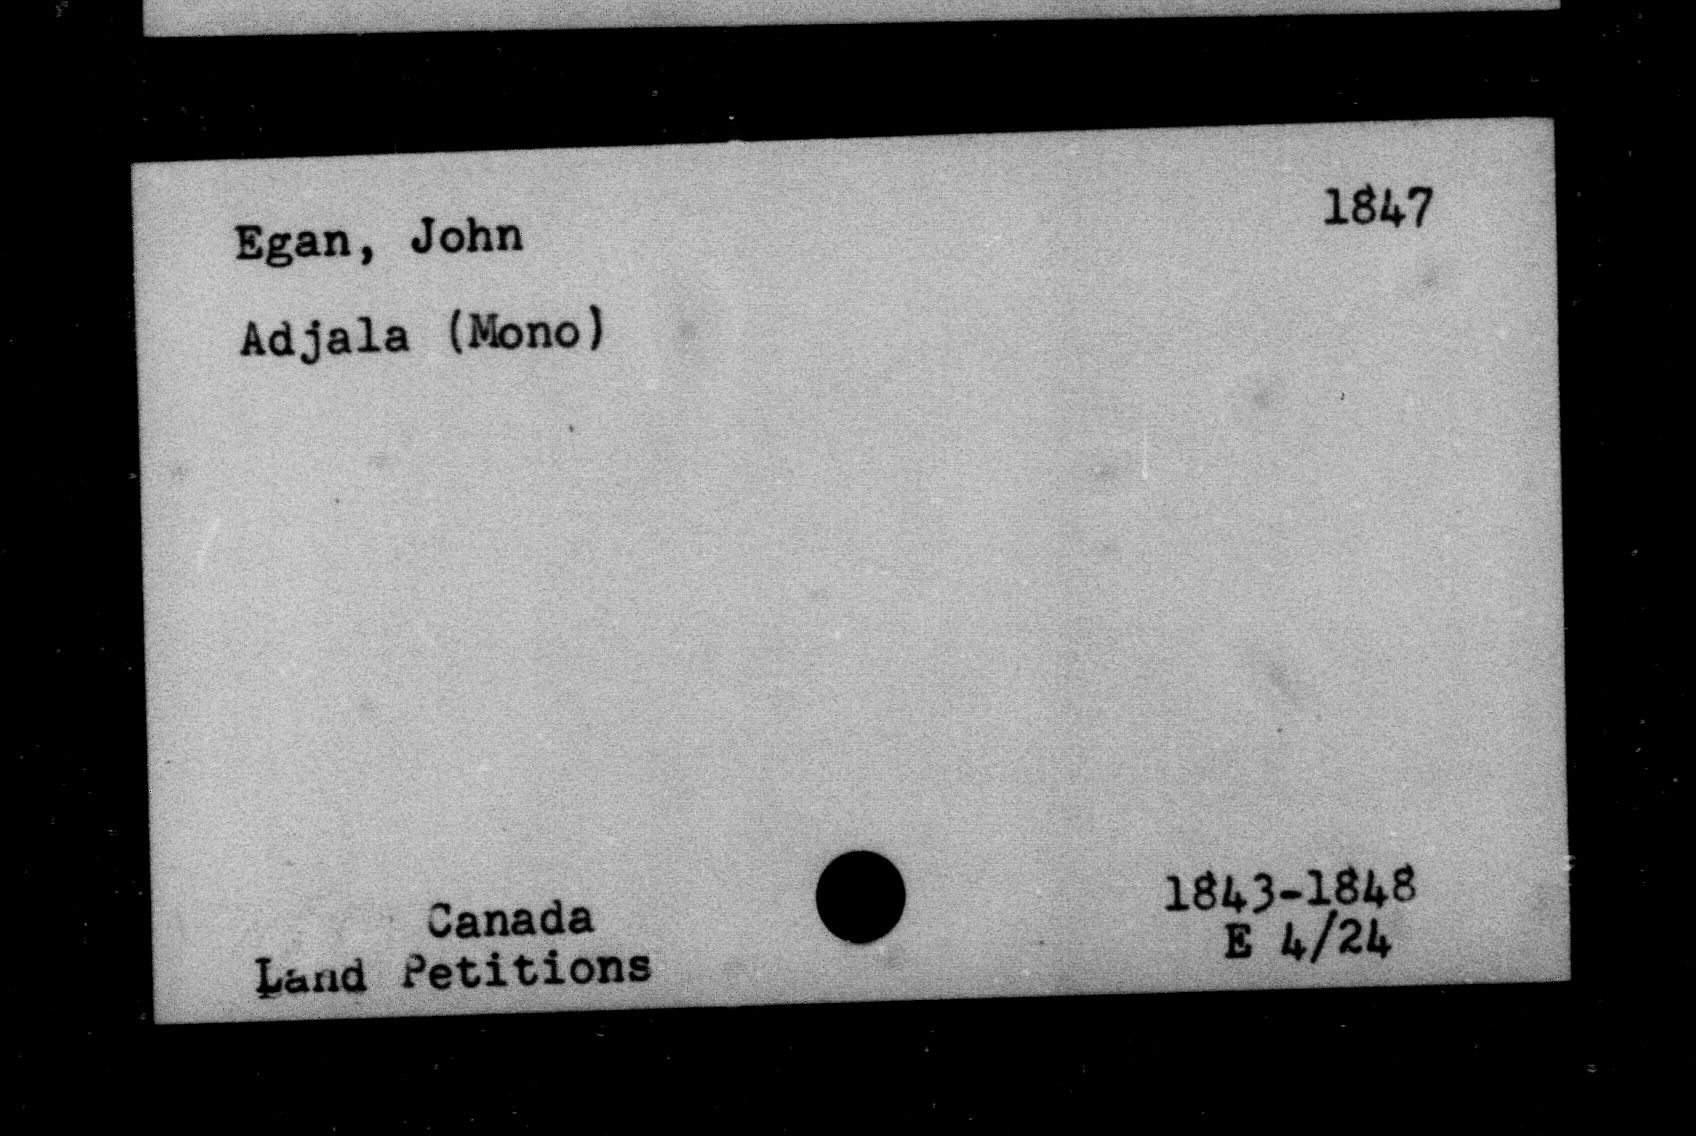 Egan, John 1847
Adjala (Mono)
Canada 1843-1848
Land Petitions E 4/24